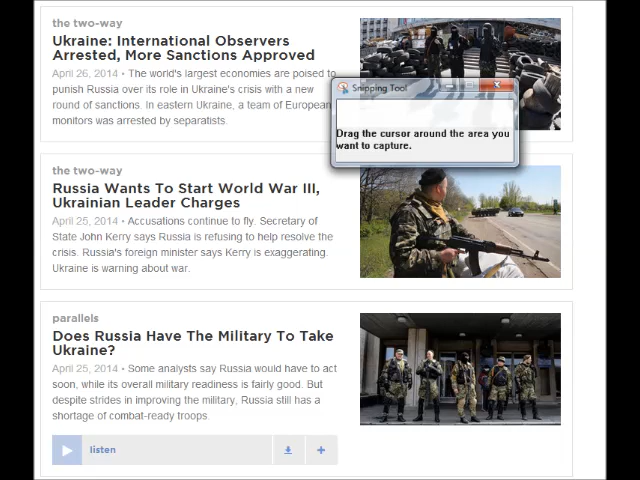 the two-way
Ukraine: International Observers
Arrested, More Sanctions Approved
April 26, 2014 • The world's largest economies are poised to
punish Russia over its role in Ukraine's crisis with a new
round of sanctions. In eastern Ukraine, a team of European
monitors was arrested by separatists.
Snipping Tool
Drag the cursor around the area you
want to capture.
the two-way
Russia Wants To Start World War III,
Ukrainian Leader Charges
April 25, 2014 • Accusations continue to fly. Secretary of
State John Kerry says Russia is refusing to help resolve the
crisis. Russia's foreign minister says Kerry is exaggerating.
Ukraine is warning about war.
parallels
Does Russia Have The Military To Take
Ukraine?
April 25, 2014 • Some analysts say Russia would have to act
soon, while its overall military readiness is fairly good. But
despite strides in improving the military, Russia still has a
shortage of combat-ready troops.
listen